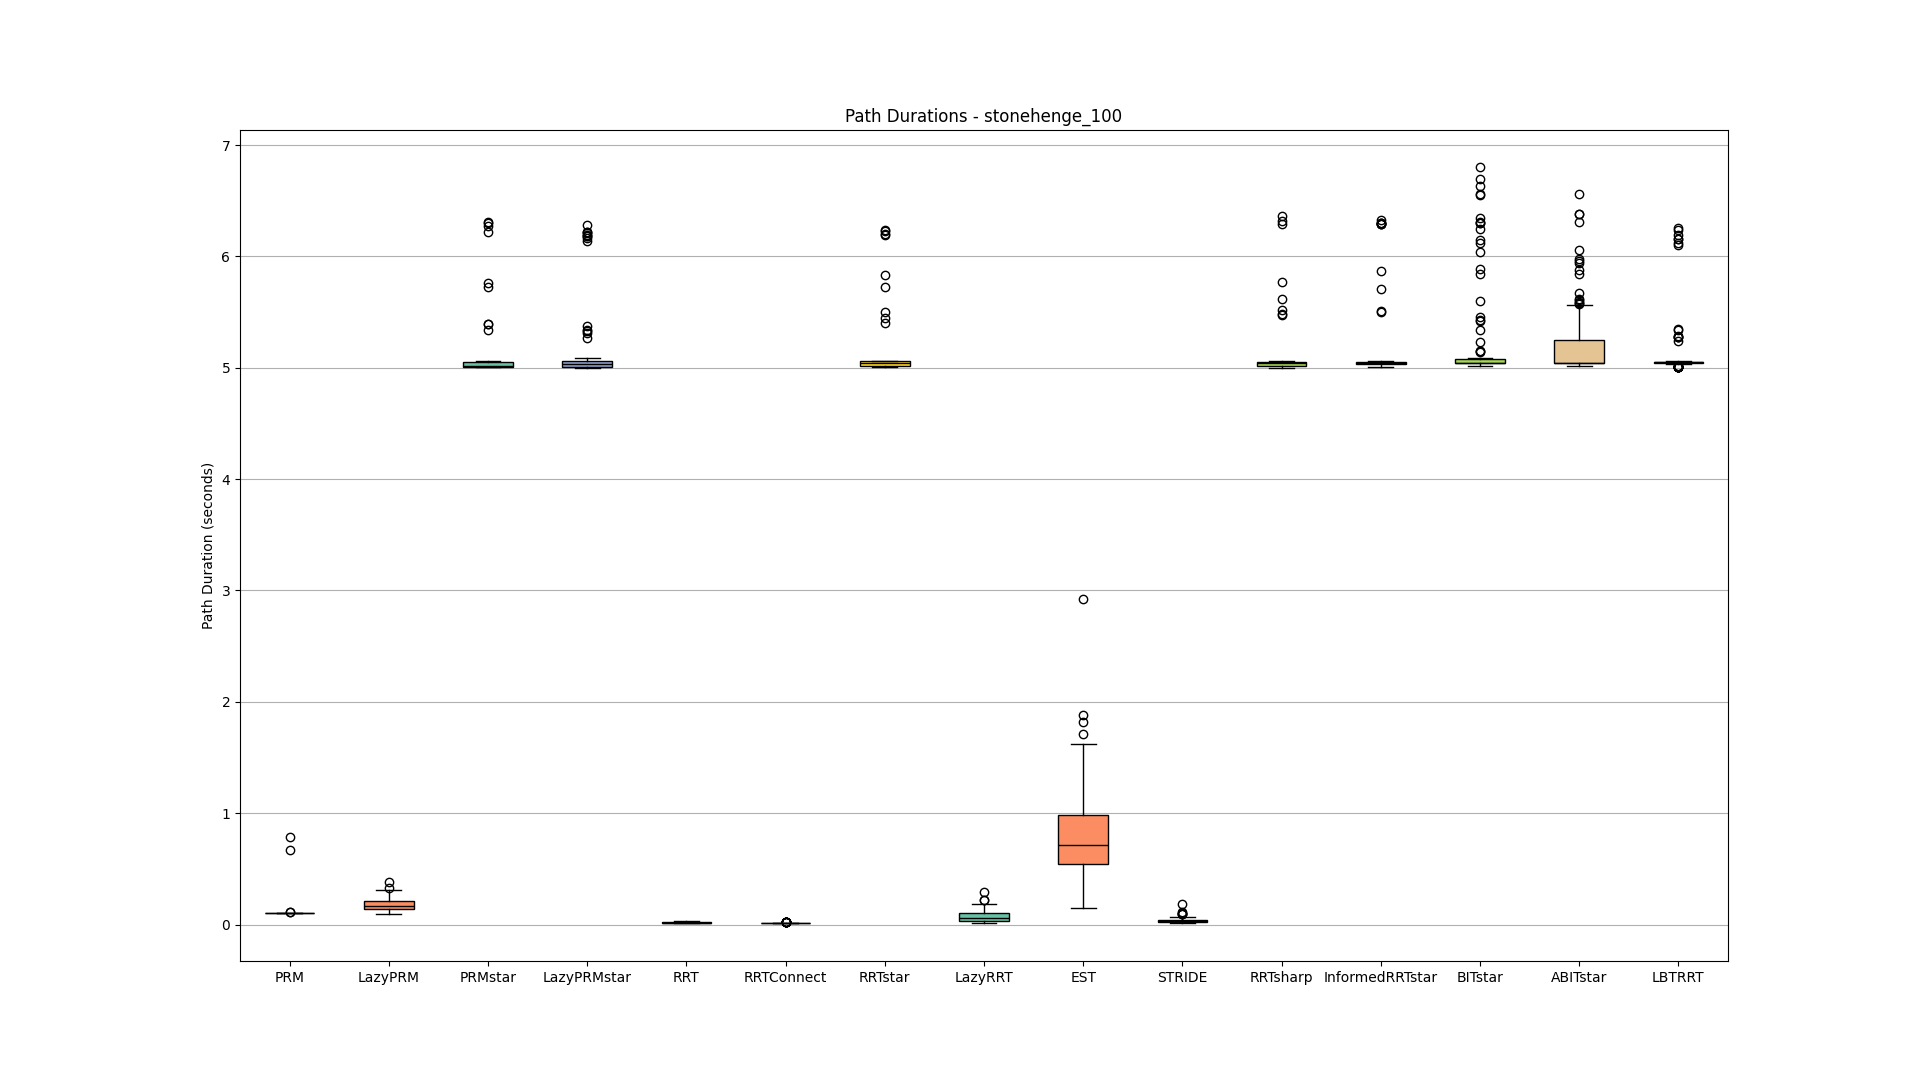 Path Durations - stonehenge_100
Path Duration (seconds)
7
6
5
4
3
2
1
0
PRM LazyPRM PRMstar LazyPRMstar RRT RRTConnect RRTstar LazyRRT EST STRIDE RRTsharp InformedRRTstar BITstar ABITstar LBTRRT